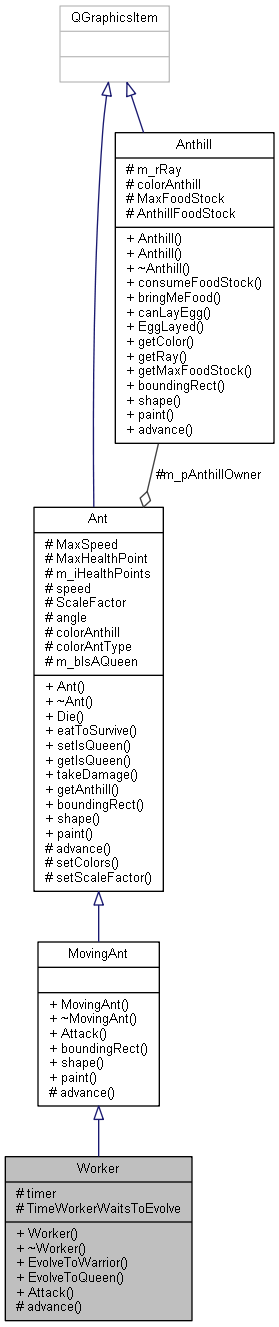 QGraphicsItem
Anthill
# m_rRay
# colorAnthill
# MaxFoodStock
# AnthillFoodStock
+ Anthill()
+ Anthill()
+ ~Anthill()
+ consumeFoodStock()
+ bringMeFood()
+ canLayEgg()
+ EggLayed()
+ getColor()
+ getRay()
+ getMaxFoodStock()
+ boundingRect()
+ shape()
+ paint()
+ advance()
#m_pAnthillOwner
Ant
# MaxSpeed
# MaxHealthPoint
# m_iHealthPoints
# speed
# ScaleFactor
# angle
# colorAnthill
# colorAntType
# m_bIsAQueen
+ Ant()
+ ~Ant()
+ Die()
+ eatToSurvive()
+ setIsQueen()
+ getIsQueen()
+ takeDamage()
+ getAnthill()
+ boundingRect()
+ shape()
+ paint()
# advance()
# setColors()
# setScaleFactor()
MovingAnt
+ MovingAnt()
+ ~MovingAnt()
+ Attack()
+ boundingRect()
+ shape()
+ paint()
# advance()
Worker
# timer
# TimeWorkerWaitsToEvolve
+ Worker()
+ ~Worker()
+ EvolveToWarrior()
+ EvolveToQueen()
+ Attack()
# advance()